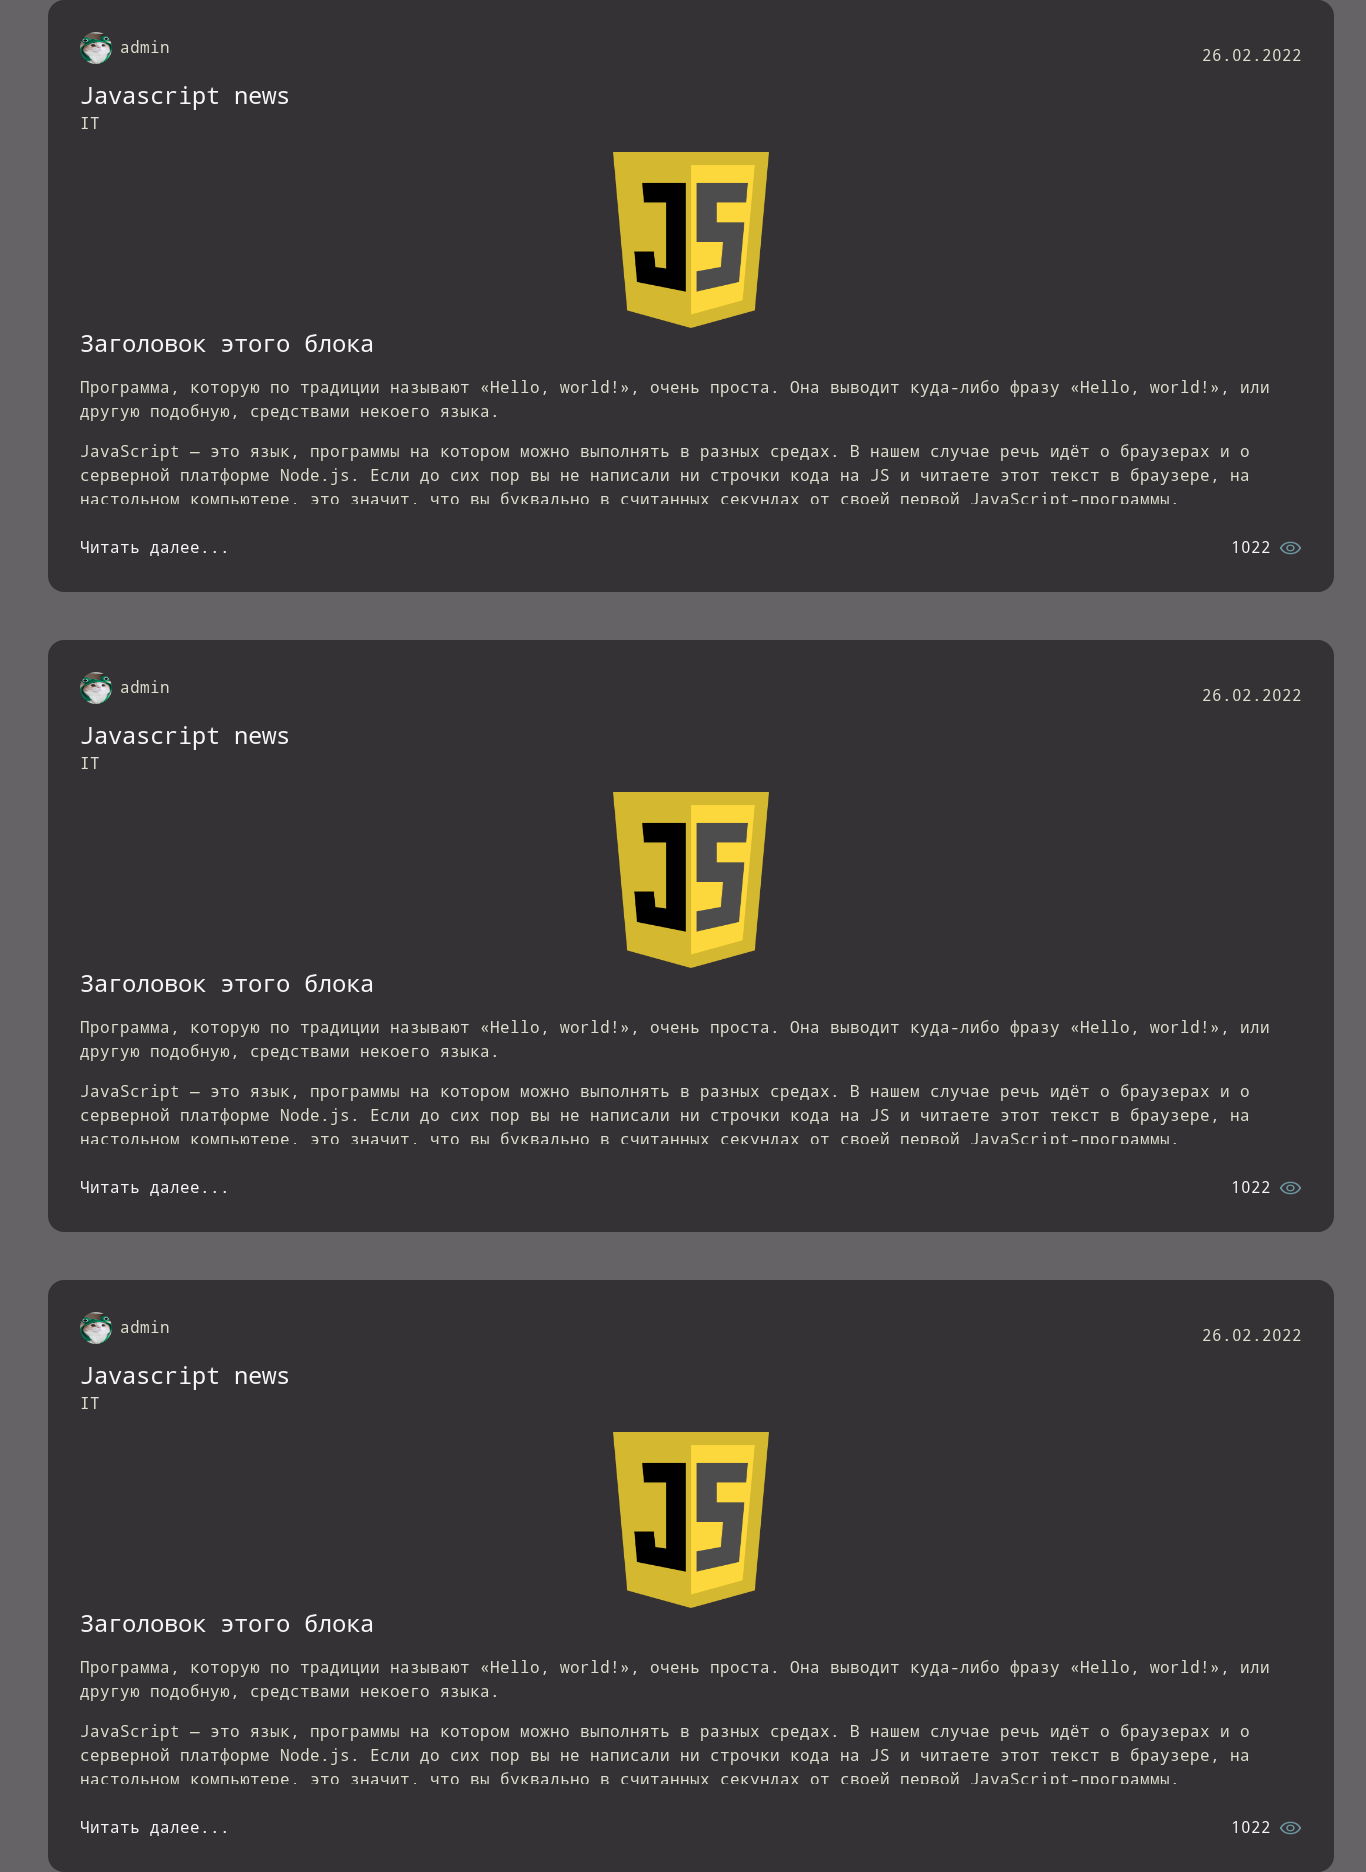 admin
26.02.2022
Javascript news
IT
JS
Заголовок этого блока
Программа, которую по традиции называют «Hello, world!», очень проста. Она выводит куда-либо фразу «Hello, world!», или
другую подобную, средствами некоего языка.
JavaScript — это язык, программы на котором можно выполнять в разных средах. В нашем случае речь идёт о браузерах и о
серверной платформе Node.js. Если до сих пор вы не написали ни строчки кода на JS и читаете этот текст в браузере, на
настольном компьютере, это значит, что вы буквально в считанных секундах от своей первой JavaScript-программы.
Читать далее...
1022
admin
26.02.2022
Javascript news
IT
JS
Заголовок этого блока
Программа, которую по традиции называют «Hello, world!», очень проста. Она выводит куда-либо фразу «Hello, world!», или
другую подобную, средствами некоего языка.
JavaScript — это язык, программы на котором можно выполнять в разных средах. В нашем случае речь идёт о браузерах и о
серверной платформе Node.js. Если до сих пор вы не написали ни строчки кода на JS и читаете этот текст в браузере, на
настольном компьютере, это значит, что вы буквально в считанных секундах от своей первой JavaScript-программы.
Читать далее...
1022
admin
26.02.2022
Javascript news
IT
JS
Заголовок этого блока
Программа, которую по традиции называют «Hello, world!», очень проста. Она выводит куда-либо фразу «Hello, world!», или
другую подобную, средствами некоего языка.
JavaScript — это язык, программы на котором можно выполнять в разных средах. В нашем случае речь идёт о браузерах и о
серверной платформе Node.js. Если до сих пор вы не написали ни строчки кода на JS и читаете этот текст в браузере, на
настольном компьютере, это значит, что вы буквально в считанных секундах от своей первой JavaScript-программы.
Читать далее...
1022